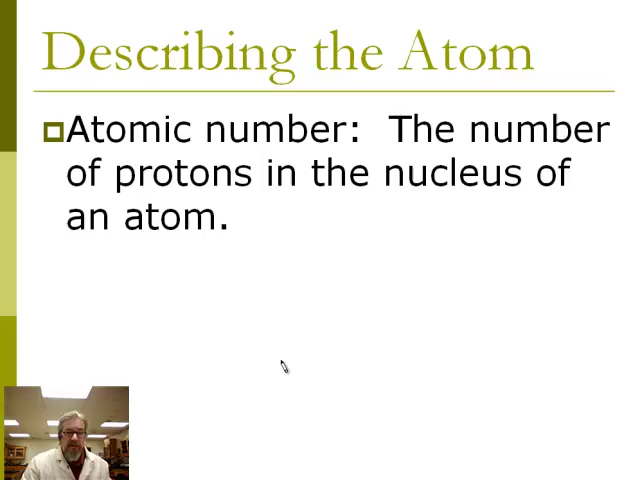 Describing the Atom
Atomic number:  The number
of protons in the nucleus of
an atom.